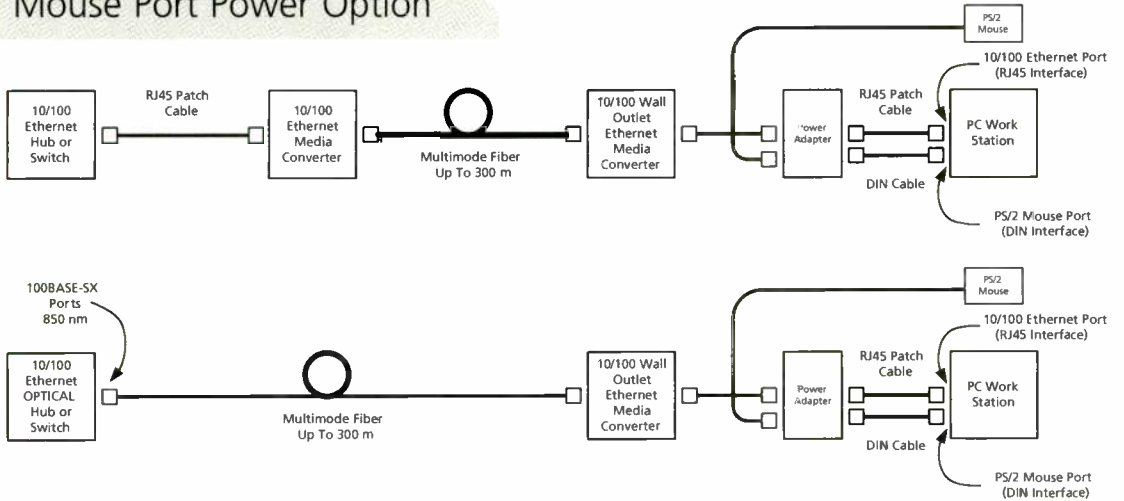 Mouse Port Power Option
PS/2
Mouse
10/100 Ethernet Port
(RJ45 Interface)
10/100
Ethernet
Hub or
Switch
RJ45 Patch
Cable
10/100
Ethernet
Media
Converter
Multimode Fiber
Up To 300 m
10/100 Wall
Outlet
Ethernet
Media
Converter
Power
Adapter
RJ45 Patch
Cable
DIN Cable
PC Work
Station
PS/2 Mouse Port
(DIN Interface)
100BASE-SX
Ports
850 nm
10/100
Ethernet
OPTICAL
Hub or
Switch
Multimode Fiber
Up To 300 m
10/100 Wall
Outlet
Ethernet
Media
Converter
PS/2
Mouse
10/100 Ethernet Port
(RJ45 Interface)
Power
Adapter
RJ45 Patch
Cable
DIN Cable
PC Work
Station
PS/2 Mouse Port
(DIN Interface)